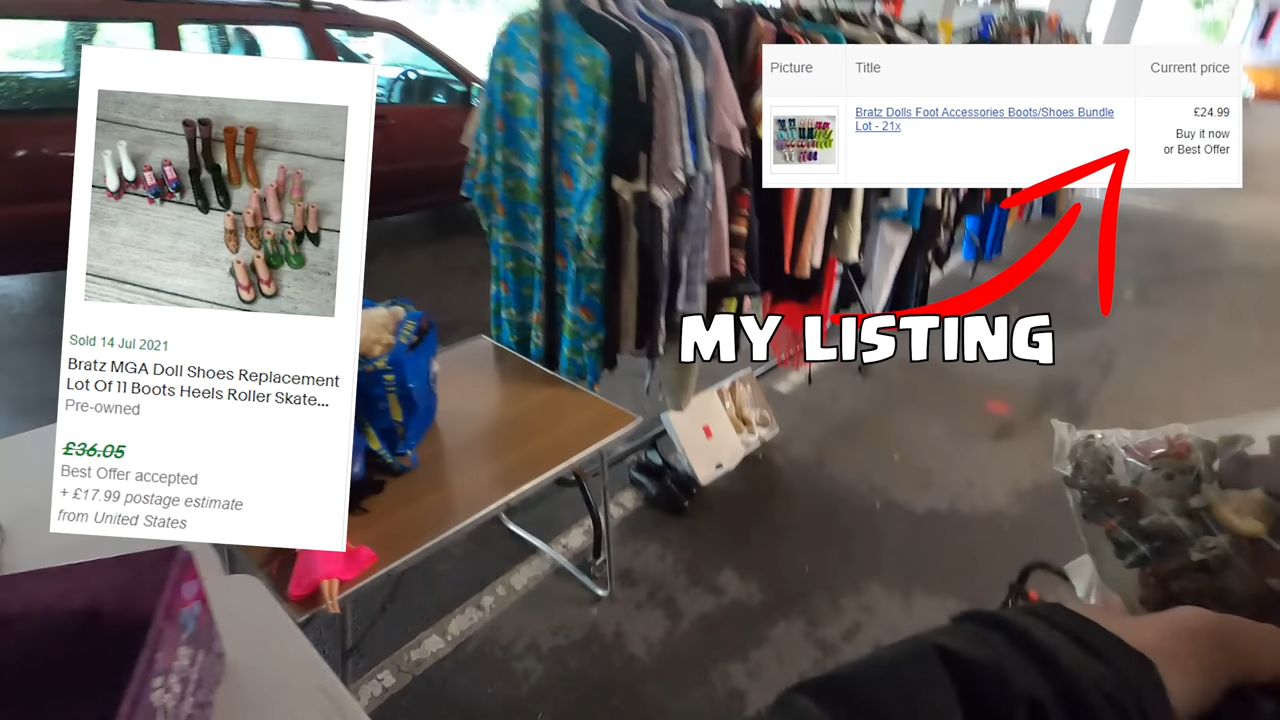 Sold 14 Jul 2021
Bratz MGA Doll Shoes Replacement
Lot Of 11 Boots Heels Roller Skate...
Pre-owned
£36.05
Best Offer accepted
+ £17.99 postage estimate
from United States
Picture Title Current price
Bratz Dolls Foot Accessories Boots/Shoes Bundle
Lot - 21x
£24.99
Buy it now
or Best Offer
MY LISTING